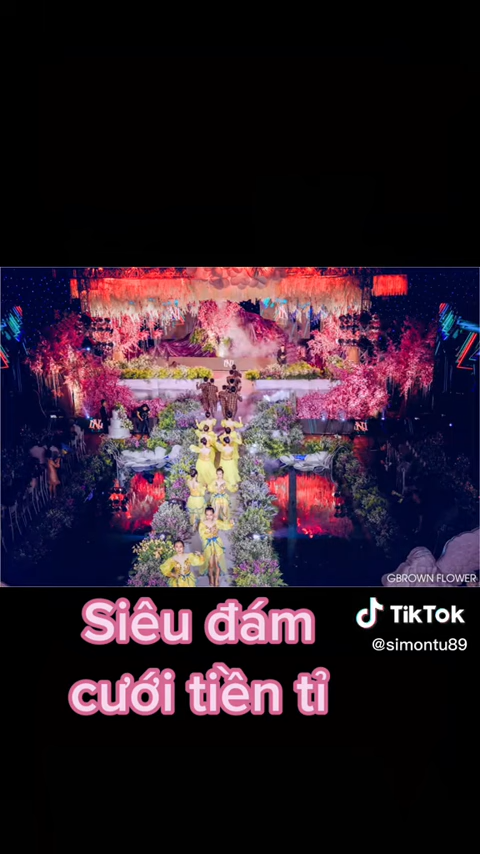 GBROWN FLOWER
Siêu đám
cưới tiền tỉ
TikTok
@simontu89